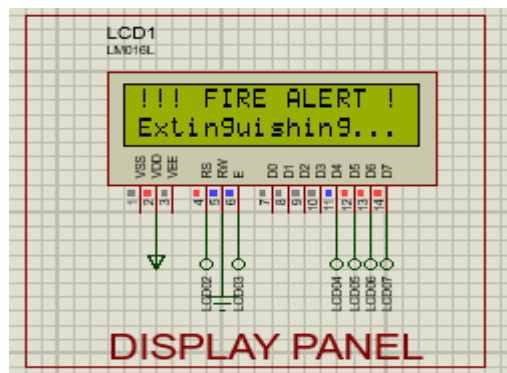 LCD1
LM016L
!!! FIRE ALERT !
Extinguishing...
VSS VDD VEE RS RW E D0 D1 D2 D3 D4 D5 D6 D7
1 2 3 4 5 6 7 8 9 10 11 12 13 14
LCD02 LCD03 LCD04 LCD05 LCD06 LCD07
DISPLAY PANEL